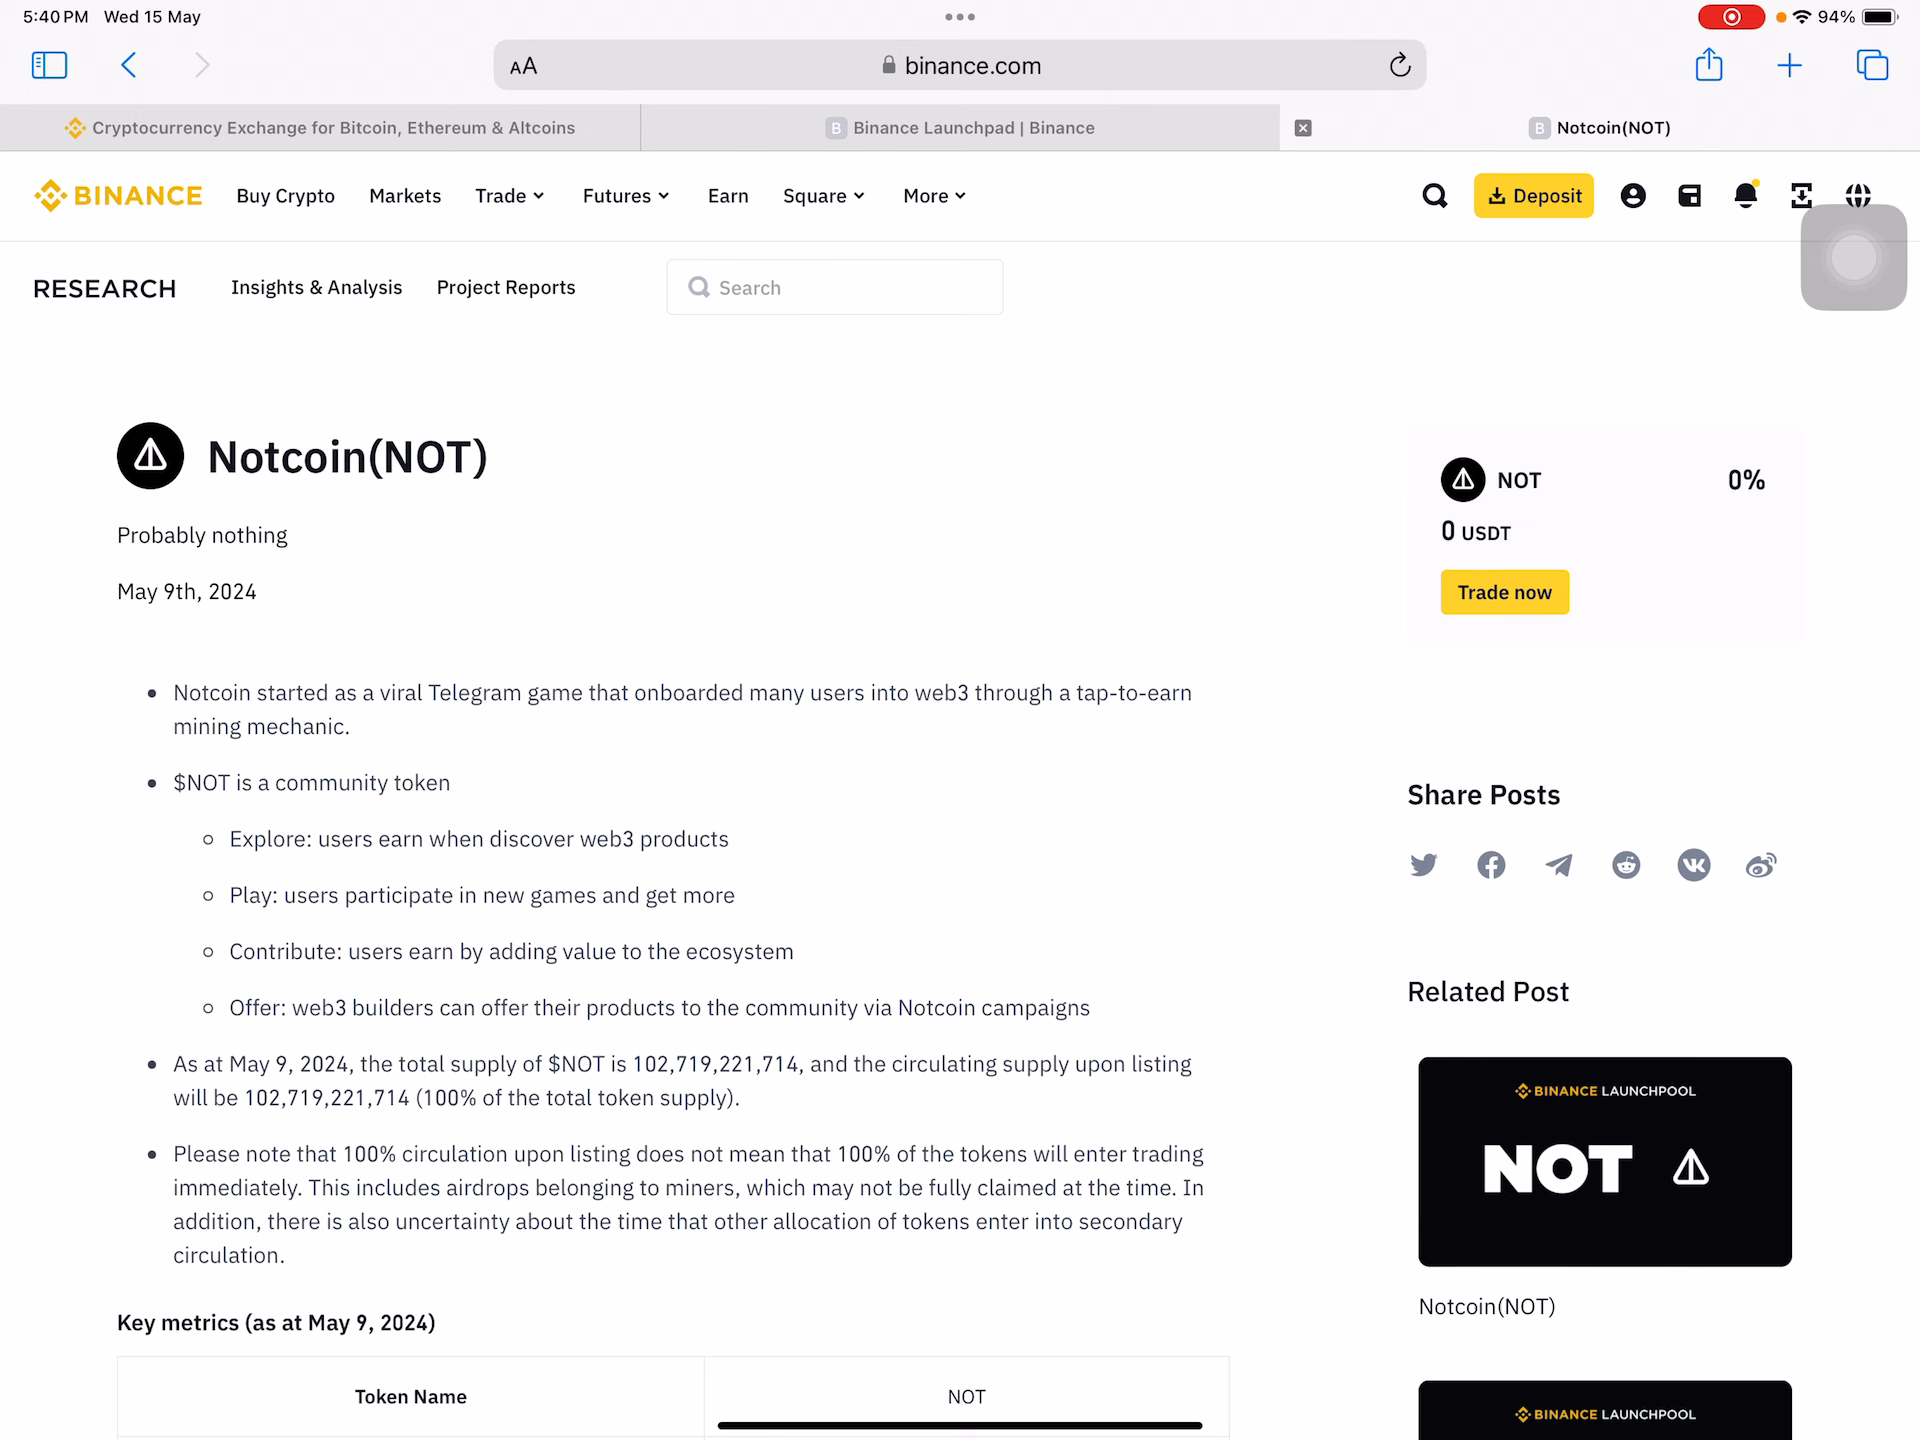 5:40 PM Wed 15 May
94%
AA
binance.com
Cryptocurrency Exchange for Bitcoin, Ethereum & Altcoins
B Binance Launchpad | Binance
B Notcoin(NOT)
BINANCE
Buy Crypto
Markets
Trade
Futures
Earn
Square
More
Deposit
RESEARCH
Insights & Analysis
Project Reports
Search
Notcoin(NOT)
Probably nothing
May 9th, 2024
Notcoin started as a viral Telegram game that onboarded many users into web3 through a tap-to-earn
mining mechanic.
$NOT is a community token
Explore: users earn when discover web3 products
Play: users participate in new games and get more
Contribute: users earn by adding value to the ecosystem
Offer: web3 builders can offer their products to the community via Notcoin campaigns
As at May 9, 2024, the total supply of $NOT is 102,719,221,714, and the circulating supply upon listing
will be 102,719,221,714 (100% of the total token supply).
Please note that 100% circulation upon listing does not mean that 100% of the tokens will enter trading
immediately. This includes airdrops belonging to miners, which may not be fully claimed at the time. In
addition, there is also uncertainty about the time that other allocation of tokens enter into secondary
circulation.
Key metrics (as at May 9, 2024)
Token Name
NOT
NOT
0%
0 USDT
Trade now
Share Posts
Related Post
BINANCE LAUNCHPOOL
NOT
Notcoin(NOT)
BINANCE LAUNCHPOOL